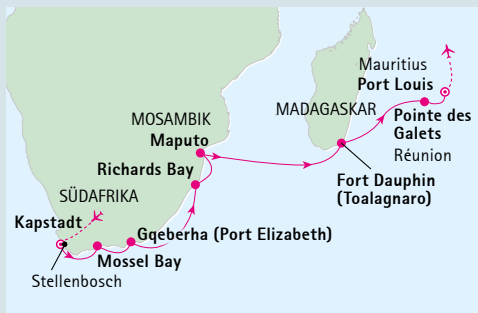 Mauritius
Port Louis
MOSAMBIK
MADAGASKAR
Pointe des
Galets
Maputo
Réunion
Richards Bay
Fort Dauphin
(Toalagnaro)
SÜDAFRIKA
Kapstadt
Gqeberha (Port Elizabeth)
Mossel Bay
Stellenbosch